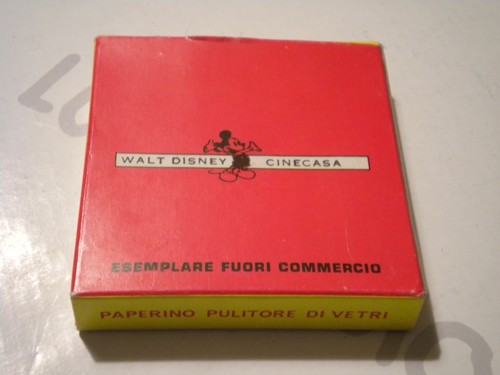 WALT DISNEY CINECASA
ESEMPLARE FUORI COMMERCIO
PAPERINO PULITORE DI VETRI